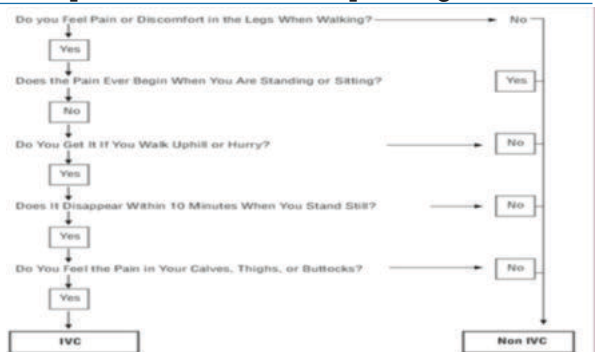 Do you Feel Pain or Discomfort in the Legs When Walking? No
Yes
Does the Pain Ever Begin When You Are Standing or Sitting? Yes
No
Do You Get It If You Walk Uphill or Hurry? No
Yes
Does It Disappear Within 10 Minutes When You Stand Still? No
Yes
Do You Feel the Pain in Your Calves, Thighs, or Buttocks? No
Yes
IVC Non IVC